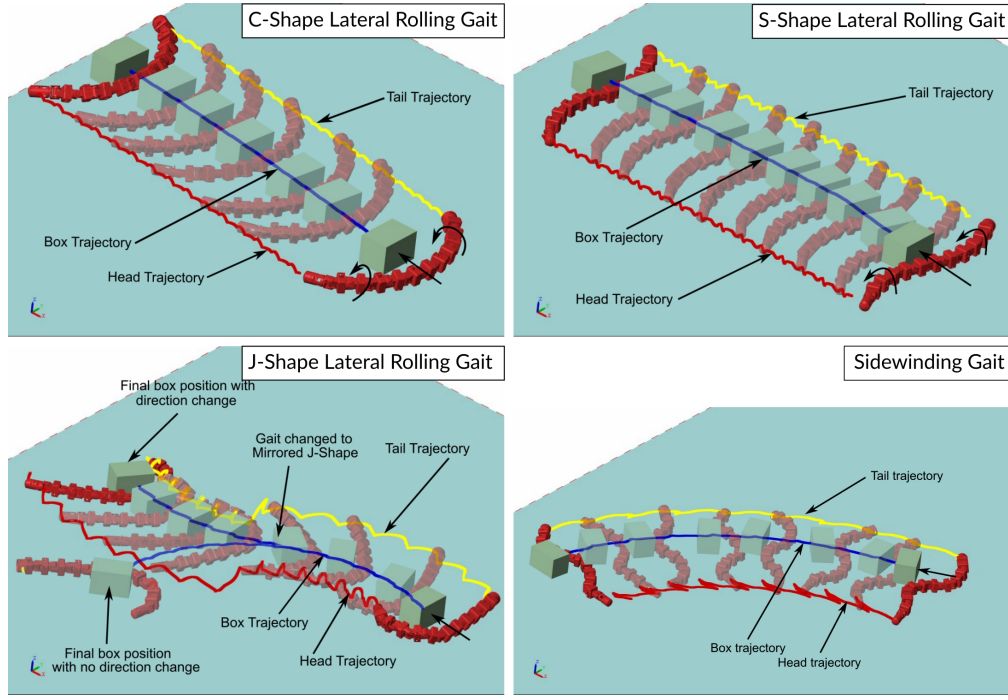 C-Shape Lateral Rolling Gait
Tail Trajectory
Box Trajectory
Head Trajectory
S-Shape Lateral Rolling Gait
Tail Trajectory
Box Trajectory
Head Trajectory
J-Shape Lateral Rolling Gait
Final box position with
direction change
Gait changed to
Mirrored J-Shape
Tail Trajectory
Box Trajectory
Head Trajectory
Final box position
with no direction change
Sidewinding Gait
Tail trajectory
Box trajectory
Head trajectory